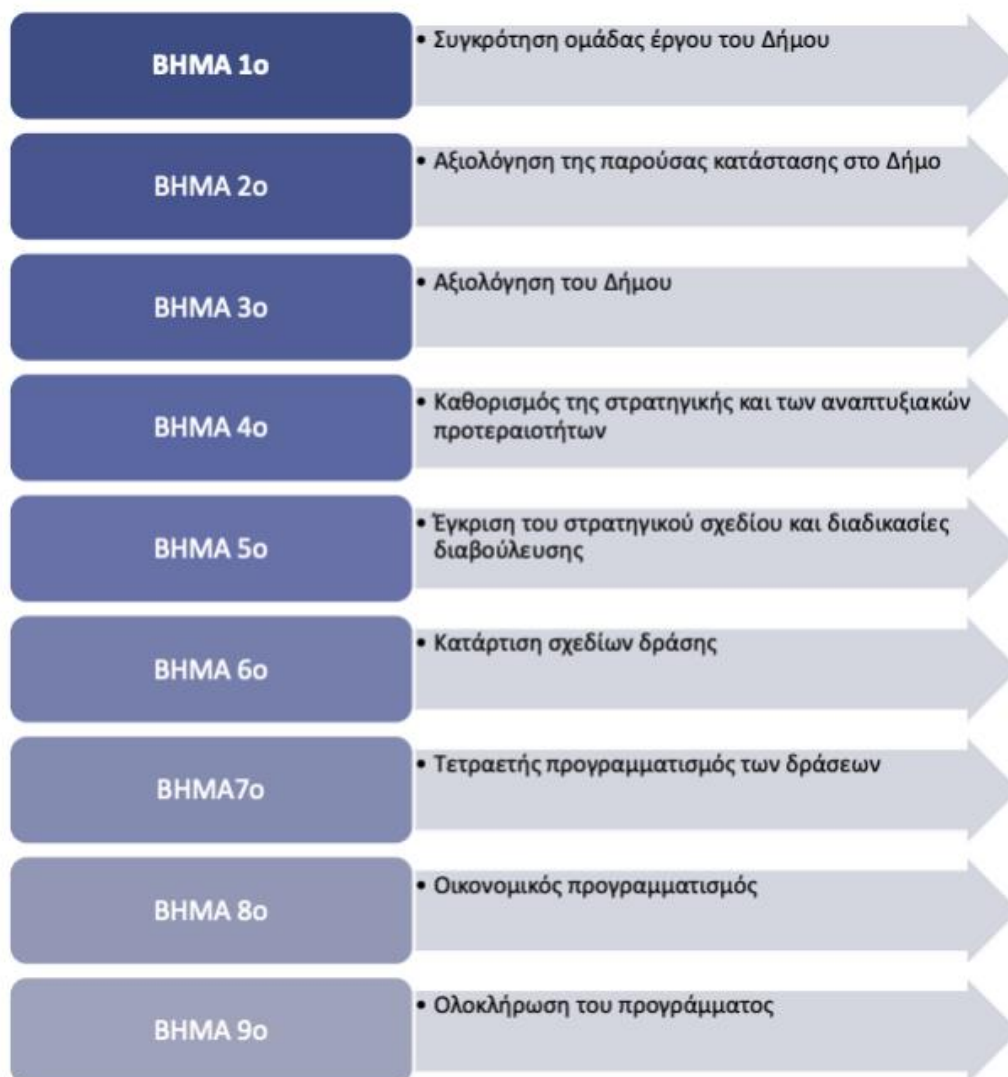 ΒΗΜΑ 1ο
• Συγκρότηση ομάδας έργου του Δήμου
ΒΗΜΑ 2ο
• Αξιολόγηση της παρούσας κατάστασης στο Δήμο
ΒΗΜΑ 3ο
• Αξιολόγηση του Δήμου
ΒΗΜΑ 4ο
• Καθορισμός της στρατηγικής και των αναπτυξιακών
προτεραιοτήτων
ΒΗΜΑ 5ο
• Έγκριση του στρατηγικού σχεδίου και διαδικασίες
διαβούλευσης
ΒΗΜΑ 6ο
• Κατάρτιση σχεδίων δράσης
ΒΗΜΑ7ο
• Τετραετής προγραμματισμός των δράσεων
ΒΗΜΑ 8ο
• Οικονομικός προγραμματισμός
ΒΗΜΑ 9ο
• Ολοκλήρωση του προγράμματος